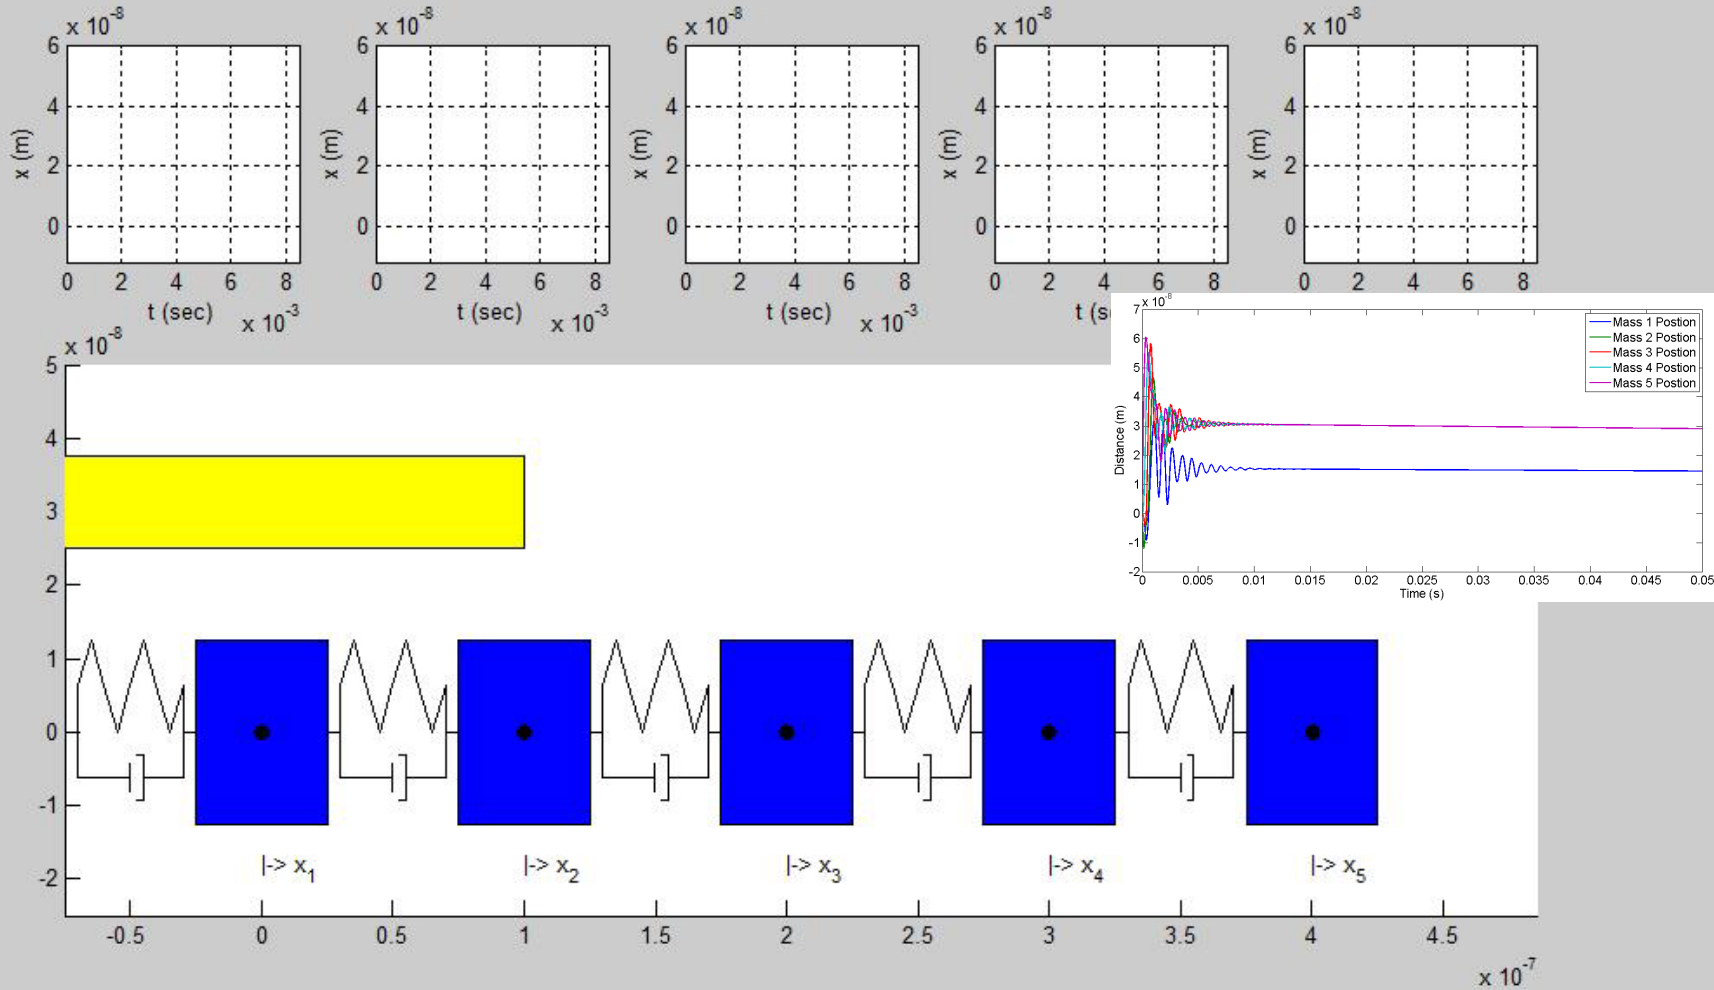 x 10-8 x 10-8 x 10-8 x 10-8 x 10-8
6 6 6 6 6
4 4 4 4 4
x (m) x (m) x (m) x (m) x (m)
2 2 2 2 2
0 0 0 0 0
0 2 4 6 8 0 2 4 6 8 0 2 4 6 8 0 2 4 6 8 0 2 4 6 8
t (sec) x 10-3 t (sec) x 10-3 t (sec) x 10-3 t
x 10-8
5
4
3
2
1
0
-1
-2
|-> x1 |-> x2 |-> x3 |-> x4 |-> x5
-0.5 0 0.5 1 1.5 2 2.5 3 3.5 4 4.5
x 10-7
x 10-8
7
6
5
4
3
2
1
0
-1
-2
Distance (m)
Mass 1 Postion
Mass 2 Postion
Mass 3 Postion
Mass 4 Postion
Mass 5 Postion
0 0.005 0.01 0.015 0.02 0.025 0.03 0.035 0.04 0.045 0.05
Time (s)